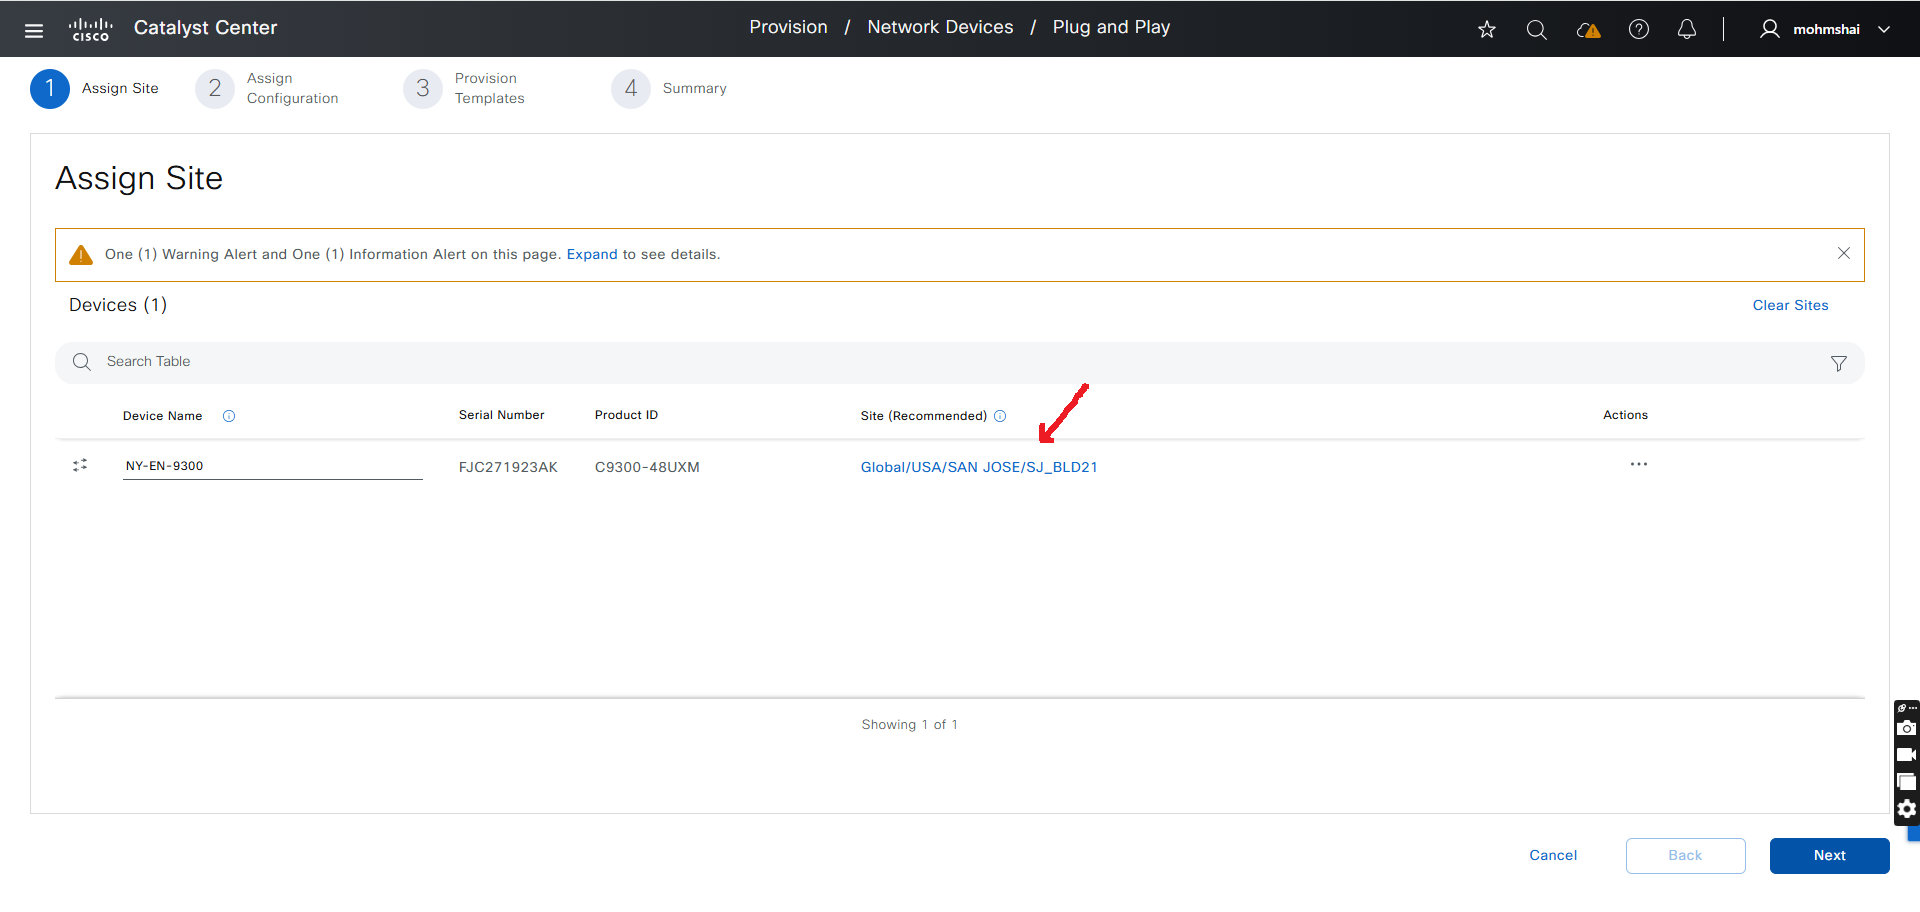 cisco Catalyst Center
Provision / Network Devices / Plug and Play
mohmshai
1 Assign Site
2 Assign Configuration
3 Provision Templates
4 Summary
Assign Site
One (1) Warning Alert and One (1) Information Alert on this page. Expand to see details.
Devices (1)
Clear Sites
Search Table
Device Name Serial Number Product ID Site (Recommended) Actions
NY-EN-9300 FJC271923AK C9300-48UXM Global/USA/SAN JOSE/SJ_BLD21 ...
Showing 1 of 1
Cancel Back Next